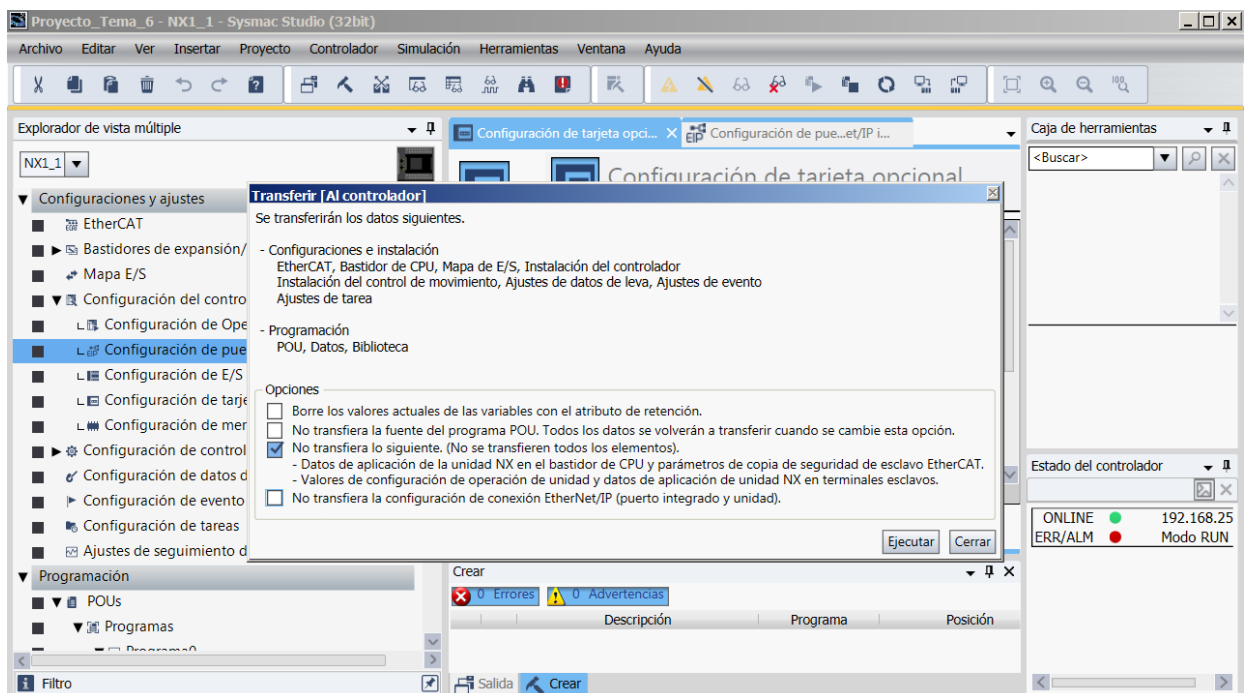 Proyecto_Tema_6 - NX1_1 - Sysmac Studio (32bit)
Archivo Editar Ver Insertar Proyecto Controlador Simulación Herramientas Ventana Ayuda
Explorador de vista múltiple
NX1_1
Configuraciones y ajustes
EtherCAT
Bastidores de expansión/
Mapa E/S
Configuración del contro
Configuración de Ope
Configuración de pue
Configuración de E/S
Configuración de tarje
Configuración de mer
Configuración de control
Configuración de datos d
Configuración de evento
Configuración de tareas
Ajustes de seguimiento d
Programación
POUs
Programas
Programa0
Filtro
Configuración de tarjeta opci...
EIP Configuración de pue...et/IP i...
Configuración de tarjeta opcional
Transferir [Al controlador]
Se transferirán los datos siguientes.
- Configuraciones e instalación
EtherCAT, Bastidor de CPU, Mapa de E/S, Instalación del controlador
Instalación del control de movimiento, Ajustes de datos de leva, Ajustes de evento
Ajustes de tarea
- Programación
POU, Datos, Biblioteca
Opciones
Borre los valores actuales de las variables con el atributo de retención.
No transfiera la fuente del programa POU. Todos los datos se volverán a transferir cuando se cambie esta opción.
No transfiera lo siguiente. (No se transfieren todos los elementos).
- Datos de aplicación de la unidad NX en el bastidor de CPU y parámetros de copia de seguridad de esclavo EtherCAT.
- Valores de configuración de operación de unidad y datos de aplicación de unidad NX en terminales esclavos.
No transfiera la configuración de conexión EtherNet/IP (puerto integrado y unidad).
Ejecutar Cerrar
Crear
0 Errores 0 Advertencias
Descripción Programa Posición
Salida Crear
Caja de herramientas
<Buscar>
Estado del controlador
ONLINE 192.168.25
ERR/ALM Modo RUN